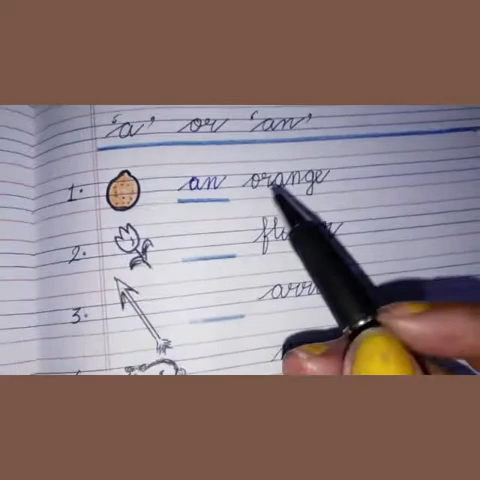 'a' or 'an'
1. an orange
2.
3.